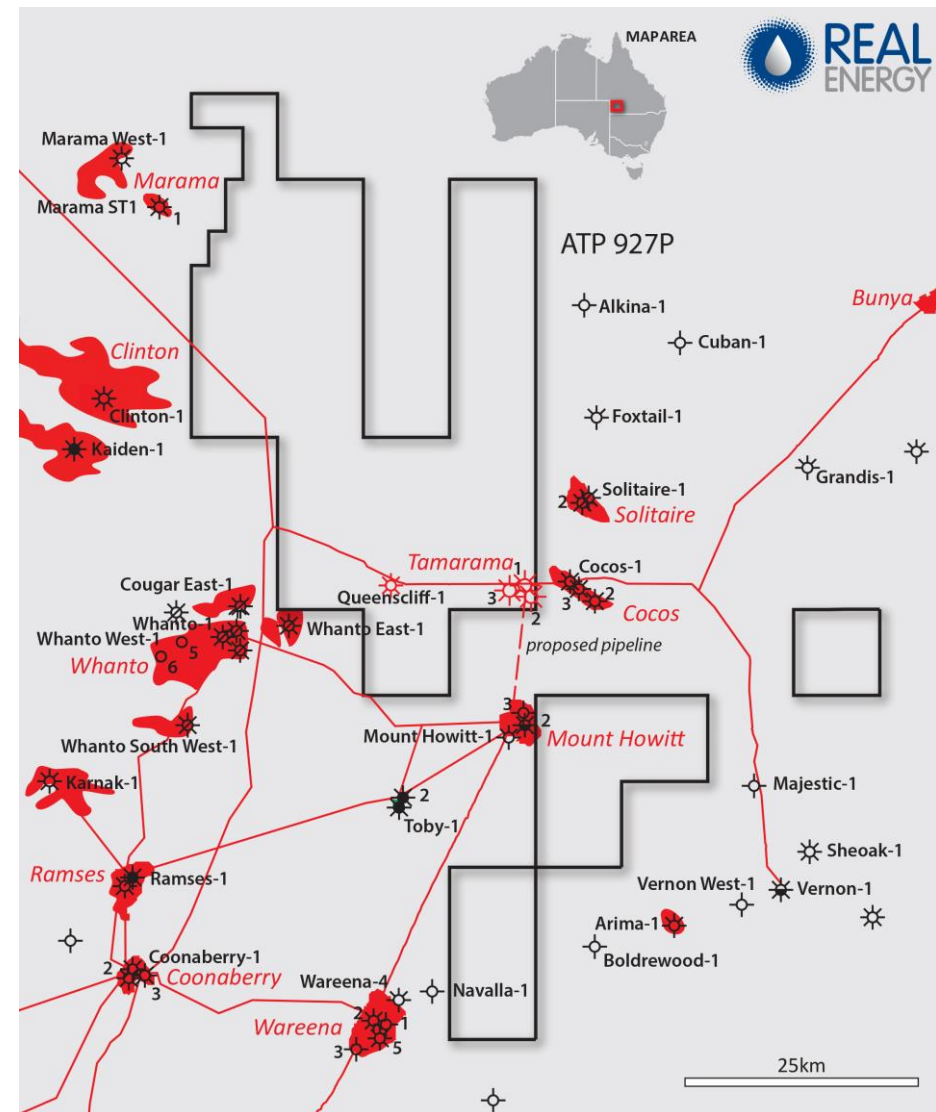 MAPAREA
REAL
ENERGY
Marama West-1
Marama
Marama ST1
1
ATP 927P
Alkina-1
Bunya
Cuban-1
Clinton
Clinton-1
Foxtail-1
Kaiden-1
Grandis-1
Solitaire-1
2
Solitaire
Tamarama
1
Cocos-1
Cougar East-1
Queenscliff-1
3
2
3
2
Cocos
Whanto-1
Whanto East-1
Whanto West-1
5
Whanto
6
proposed pipeline
3
2
Whanto South West-1
Mount Howitt-1
Mount Howitt
Karnak-1
Majestic-1
2
Toby-1
Sheoak-1
Ramses
Ramses-1
Vernon West-1
Vernon-1
Arima-1
Boldrewood-1
Coonaberry-1
2
Coonaberry
3
Wareena-4
Navalla-1
2
1
Wareena
3
5
25km